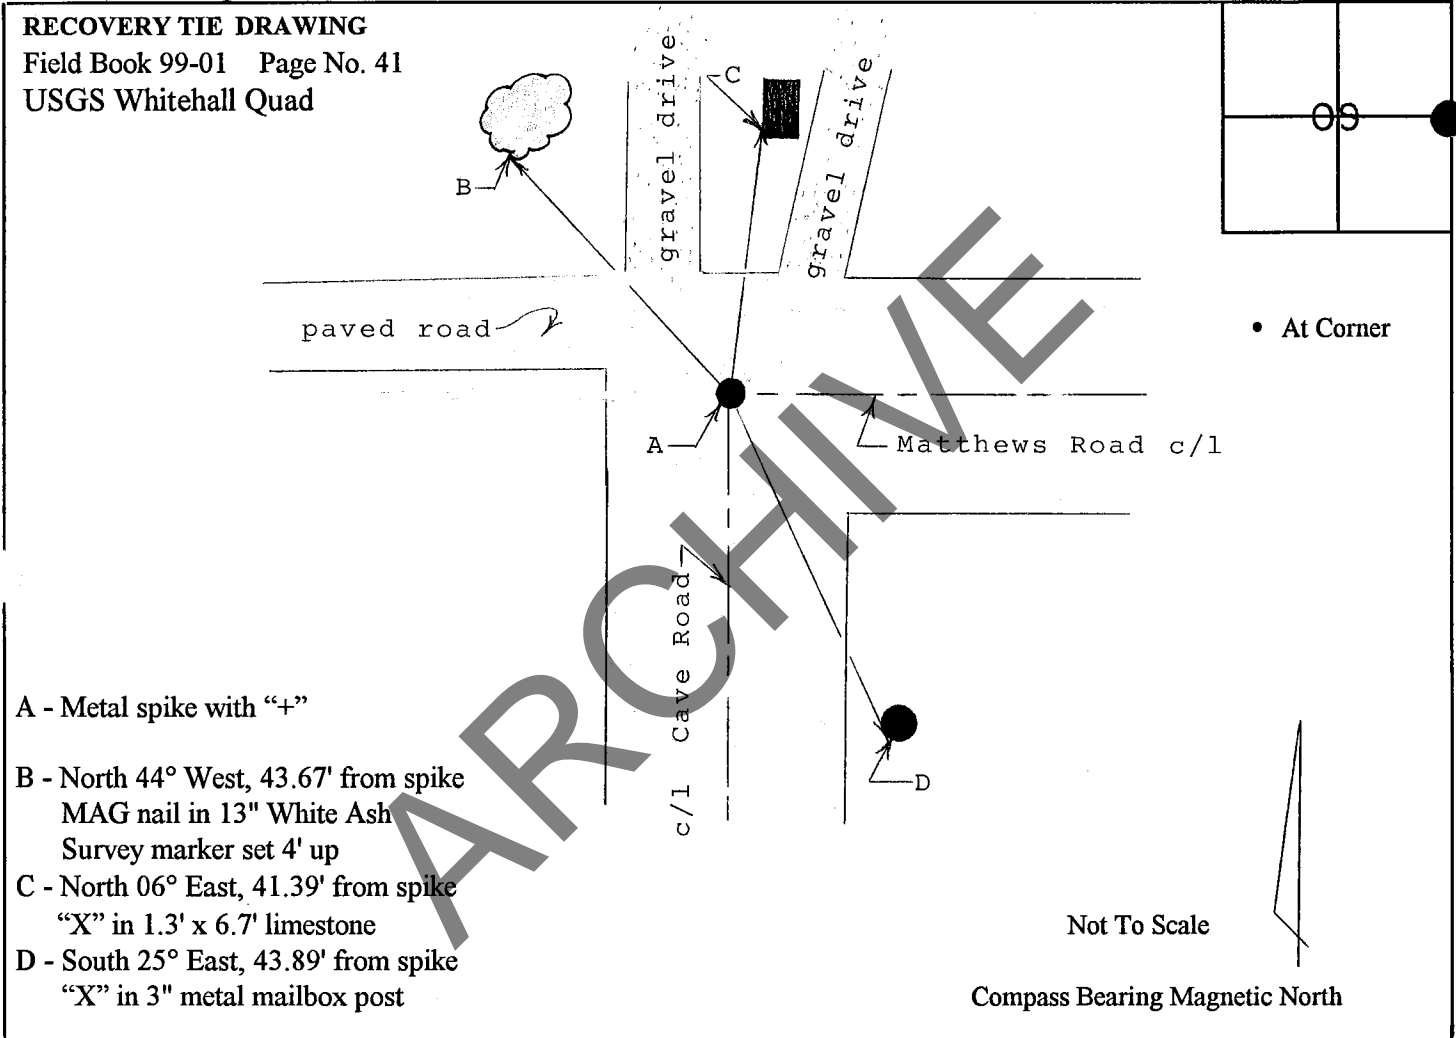 RECOVERY TIE DRAWING
Field Book 99-01 Page No. 41
USGS Whitehall Quad
B
gravel drive
C
gravel drive
08
paved road
• At Corner
A
Matthews Road c/l
c/l Cave Road
D
ARCHIVE
A - Metal spike with “+”
B - North 44° West, 43.67' from spike
MAG nail in 13" White Ash
Survey marker set 4' up
C - North 06° East, 41.39' from spike
“X” in 1.3' x 6.7' limestone
D - South 25° East, 43.89' from spike
“X” in 3" metal mailbox post
Not To Scale
Compass Bearing Magnetic North